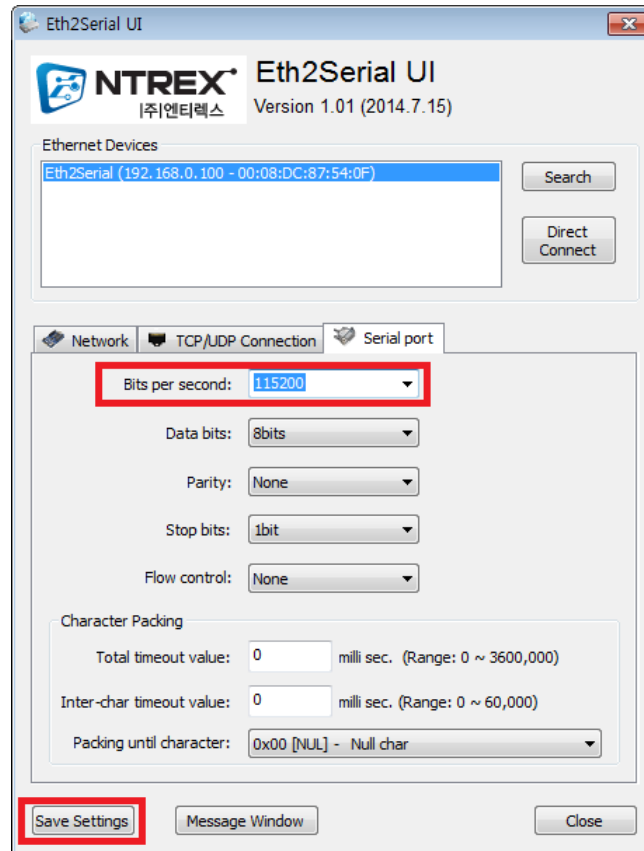 Eth2Serial UI
NTREX
|주|엔티렉스
Eth2Serial UI
Version 1.01 (2014.7.15)
Ethernet Devices
Eth2Serial (192.168.0.100 - 00:08:DC:87:54:0F)
Search
Direct
Connect
Network
TCP/UDP Connection
Serial port
Bits per second: 115200
Data bits: 8bits
Parity: None
Stop bits: 1bit
Flow control: None
Character Packing
Total timeout value: 0 milli sec. (Range: 0 ~ 3600,000)
Inter-char timeout value: 0 milli sec. (Range: 0 ~ 60,000)
Packing until character: 0x00 [NUL] - Null char
Save Settings
Message Window
Close